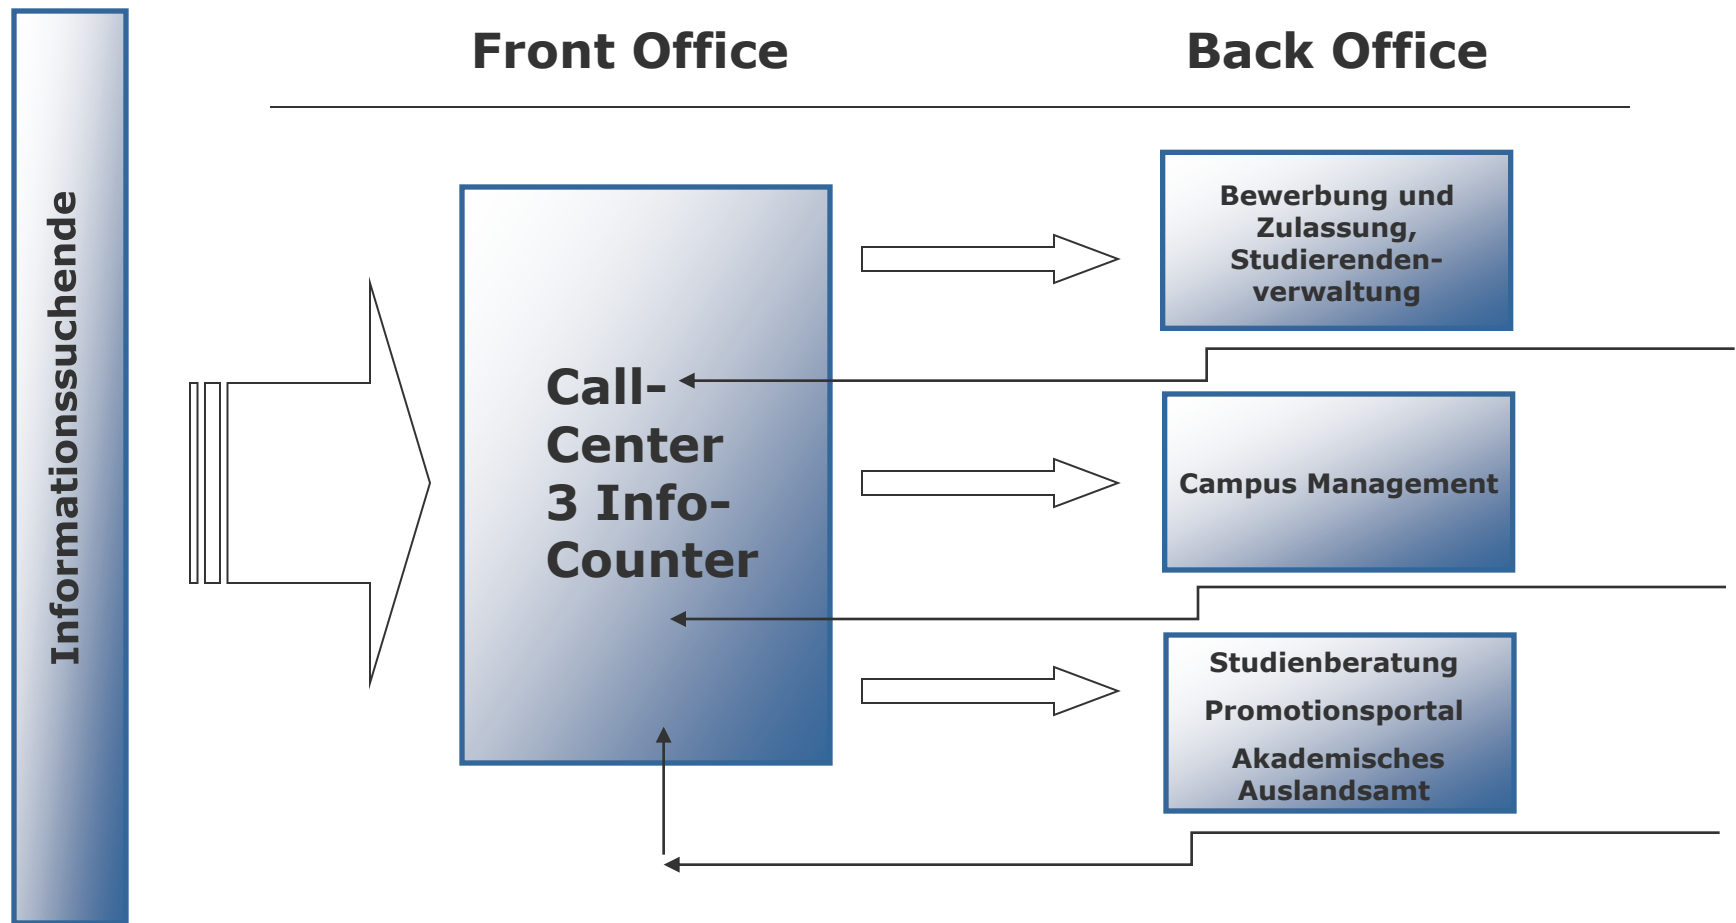 Informationssuchende
Front Office
Back Office
Call-
Center
3 Info-
Counter
Bewerbung und
Zulassung,
Studierenden-
verwaltung
Campus Management
Studienberatung
Promotionsportal
Akademisches
Auslandsamt